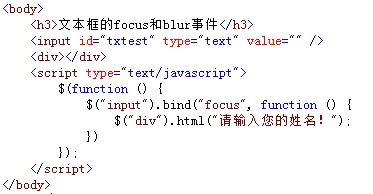 <body>
<h3>文本框的focus和blur事件</h3>
<input id="txtest" type="text" value="" />
<div></div>
<script type="text/javascript">
$(function () {
$("input").bind("focus", function () {
$("div").html("请输入您的姓名！");
})
});
</script>
</body>